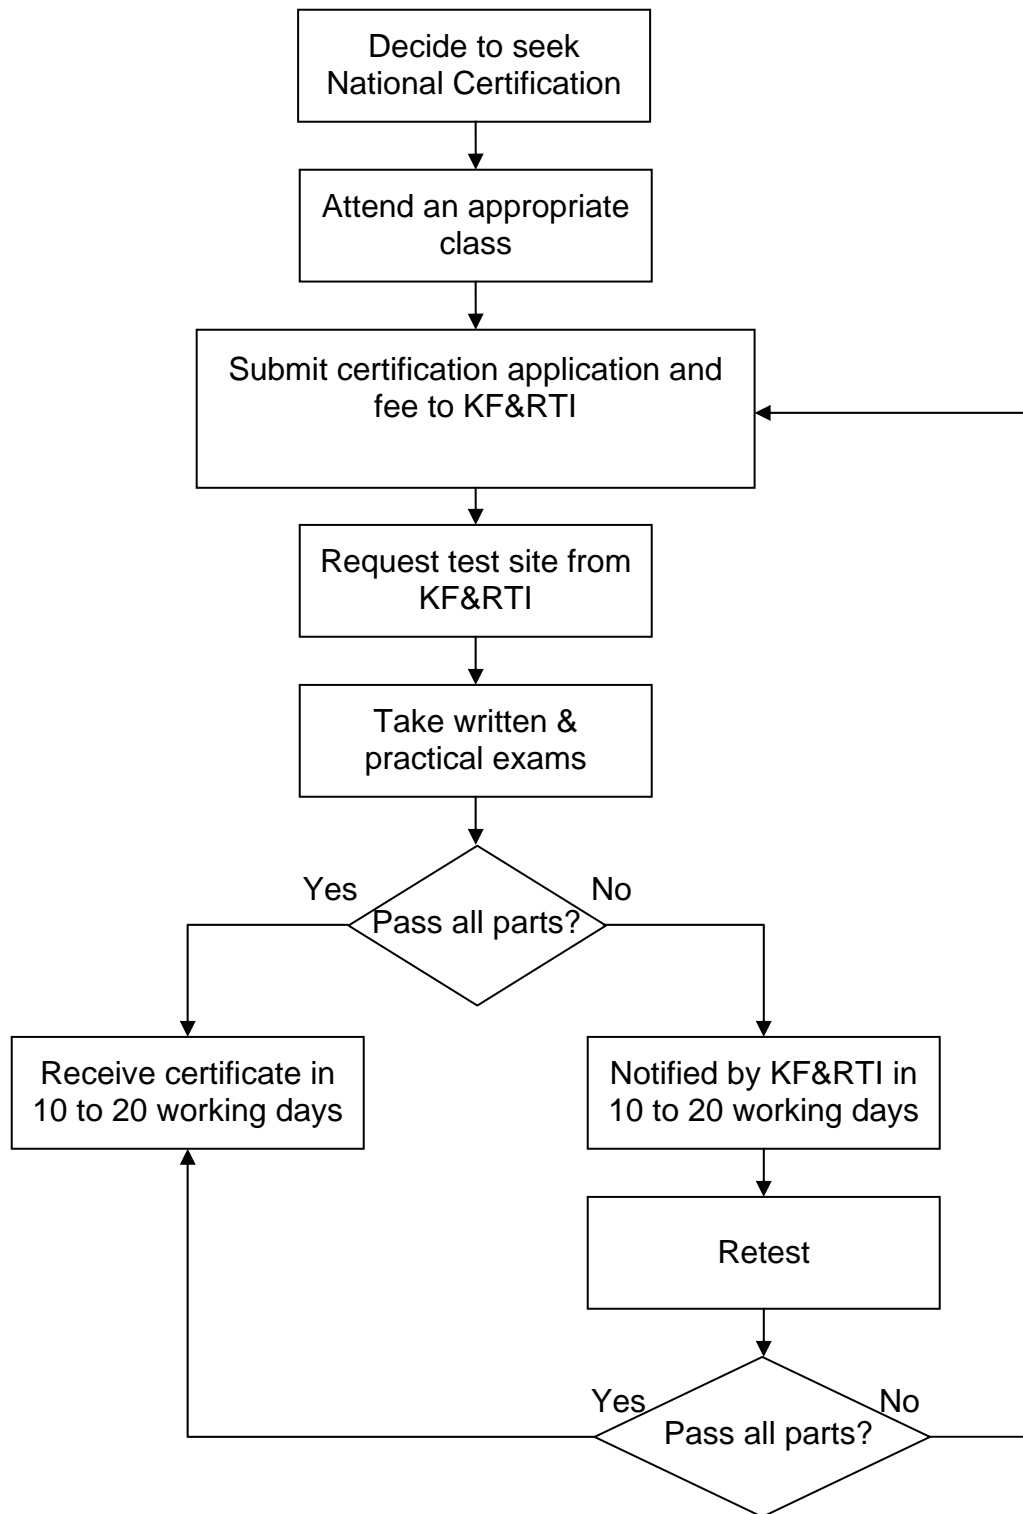 Decide to seek
National Certification
Attend an appropriate
class
Submit certification application and
fee to KF&RTI
Request test site from
KF&RTI
Take written &
practical exams
Yes
No
Pass all parts?
Receive certificate in
10 to 20 working days
Notified by KF&RTI in
10 to 20 working days
Retest
Yes
No
Pass all parts?